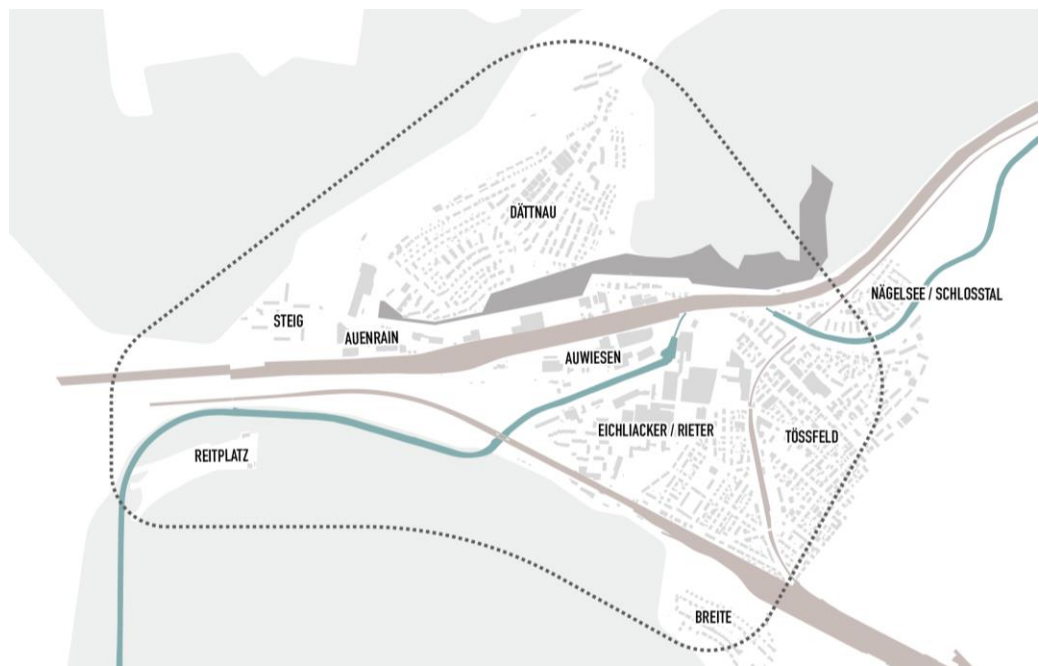 DÄTTNAU
NÄGELSEE / SCHLOSSTAL
STEIG
AUENRAIN
AUWIESEN
EICHLIACKER / RIETER
TÖSSFELD
REITPLATZ
BREITE